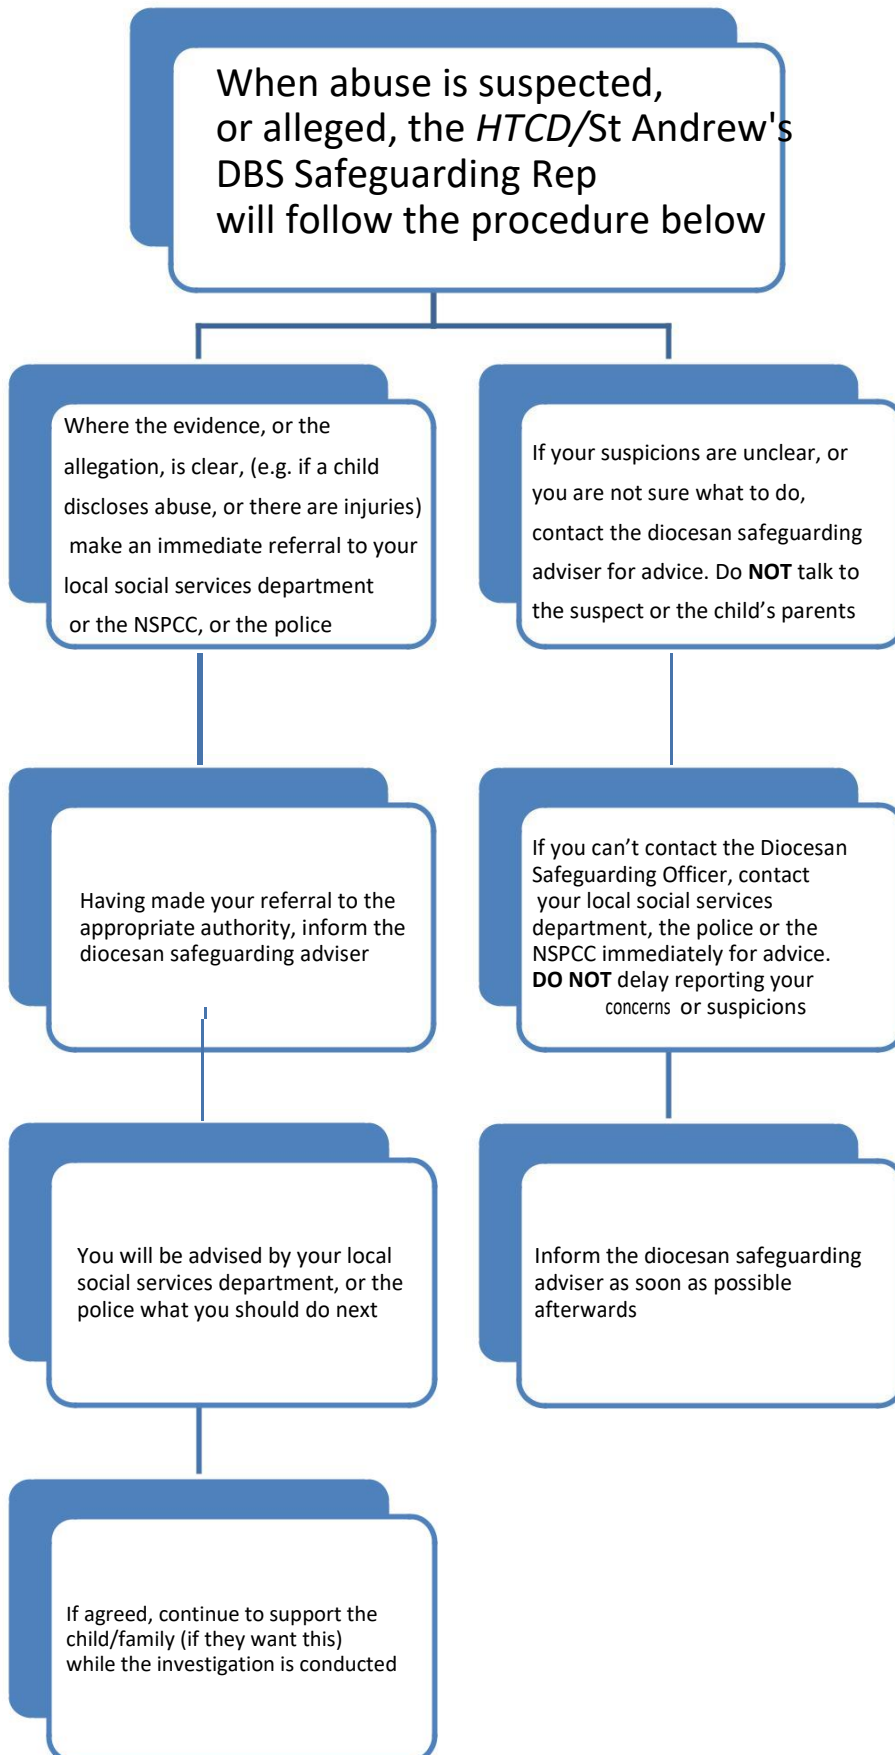 When abuse is suspected,
or alleged, the HTCD/St Andrew's
DBS Safeguarding Rep
will follow the procedure below
Where the evidence, or the
allegation, is clear, (e.g. if a child
discloses abuse, or there are injuries)
make an immediate referral to your
local social services department
or the NSPCC, or the police
If your suspicions are unclear, or
you are not sure what to do,
contact the diocesan safeguarding
adviser for advice. Do NOT talk to
the suspect or the child’s parents
Having made your referral to the
appropriate authority, inform the
diocesan safeguarding adviser
If you can’t contact the Diocesan
Safeguarding Officer, contact
your local social services
department, the police or the
NSPCC immediately for advice.
DO NOT delay reporting your
concerns or suspicions
You will be advised by your local
social services department, or the
police what you should do next
Inform the diocesan safeguarding
adviser as soon as possible
afterwards
If agreed, continue to support the
child/family (if they want this)
while the investigation is conducted